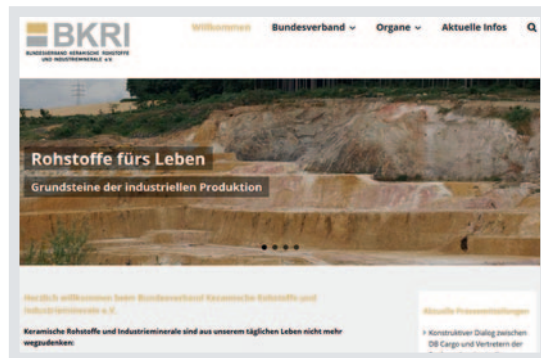 BKRI
BUNDESVERBAND KERAMISCHE ROHSTOFFE
UND INDUSTRIEMINERALE e.V.
Willkommen
Bundesverband
Organe
Aktuelle Infos
Rohstoffe fürs Leben
Grundsteine der industriellen Produktion
Herzlich willkommen beim Bundesverband Keramische Rohstoffe und
Industrieminerale e.V.
Keramische Rohstoffe und Industrieminerale sind aus unserem täglichen Leben nicht mehr
wegzudenken:
Aktuelle Pressemitteilungen
> Konstruktiver Dialog zwischen
DB Cargo und Vertretern der